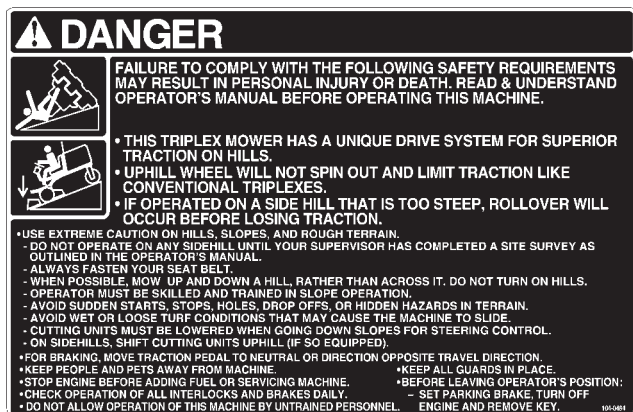 DANGER
FAILURE TO COMPLY WITH THE FOLLOWING SAFETY REQUIREMENTS
MAY RESULT IN PERSONAL INJURY OR DEATH. READ & UNDERSTAND
OPERATOR'S MANUAL BEFORE OPERATING THIS MACHINE.
• THIS TRIPLEX MOWER HAS A UNIQUE DRIVE SYSTEM FOR SUPERIOR
TRACTION ON HILLS.
• UPHILL WHEEL WILL NOT SPIN OUT AND LIMIT TRACTION LIKE
CONVENTIONAL TRIPLEXES.
• IF OPERATED ON A SIDE HILL THAT IS TOO STEEP, ROLLOVER WILL
OCCUR BEFORE LOSING TRACTION.
•USE EXTREME CAUTION ON HILLS, SLOPES, AND ROUGH TERRAIN.
- DO NOT OPERATE ON ANY SIDEHILL UNTIL YOUR SUPERVISOR HAS COMPLETED A SITE SURVEY AS
OUTLINED IN THE OPERATOR'S MANUAL.
- ALWAYS FASTEN YOUR SEAT BELT.
- WHEN POSSIBLE, MOW UP AND DOWN A HILL, RATHER THAN ACROSS IT. DO NOT TURN ON HILLS.
- OPERATOR MUST BE SKILLED AND TRAINED IN SLOPE OPERATION.
- AVOID SUDDEN STARTS, STOPS, HOLES, DROP OFFS, OR HIDDEN HAZARDS IN TERRAIN.
- AVOID WET OR LOOSE TURF CONDITIONS THAT MAY CAUSE THE MACHINE TO SLIDE.
- CUTTING UNITS MUST BE LOWERED WHEN GOING DOWN SLOPES FOR STEERING CONTROL.
- ON SIDEHILLS, SHIFT CUTTING UNITS UPHILL (IF SO EQUIPPED).
•FOR BRAKING, MOVE TRACTION PEDAL TO NEUTRAL OR DIRECTION OPPOSITE TRAVEL DIRECTION.
•KEEP PEOPLE AND PETS AWAY FROM MACHINE.
•STOP ENGINE BEFORE ADDING FUEL OR SERVICING MACHINE.
•CHECK OPERATION OF ALL INTERLOCKS AND BRAKES DAILY.
• DO NOT ALLOW OPERATION OF THIS MACHINE BY UNTRAINED PERSONNEL.
•KEEP ALL GUARDS IN PLACE.
•BEFORE LEAVING OPERATOR'S POSITION:
- SET PARKING BRAKE, TURN OFF
ENGINE AND REMOVE KEY.